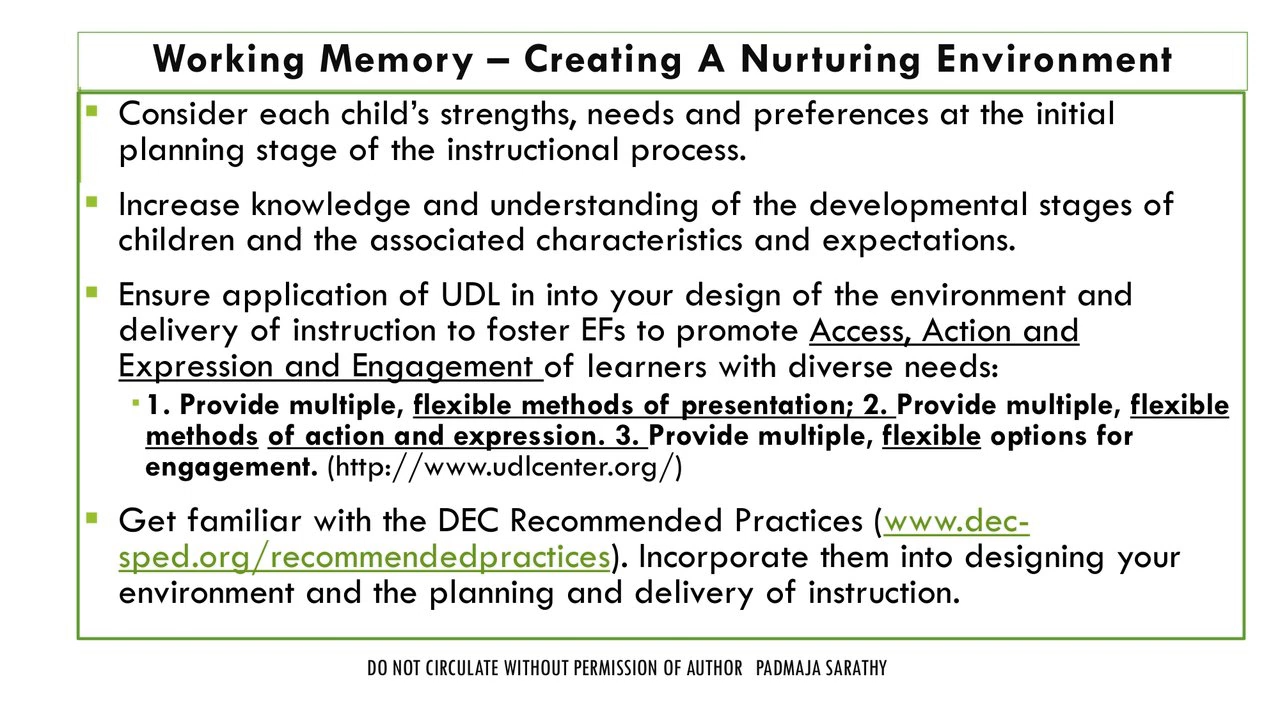 Working Memory – Creating A Nurturing Environment
Consider each child’s strengths, needs and preferences at the initial
planning stage of the instructional process.
Increase knowledge and understanding of the developmental stages of
children and the associated characteristics and expectations.
Ensure application of UDL in into your design of the environment and
delivery of instruction to foster EFs to promote Access, Action and
Expression and Engagement of learners with diverse needs:
1. Provide multiple, flexible methods of presentation; 2. Provide multiple, flexible
methods of action and expression. 3. Provide multiple, flexible options for
engagement. (http://www.udlcenter.org/)
Get familiar with the DEC Recommended Practices (www.dec-
sped.org/recommendedpractices). Incorporate them into designing your
environment and the planning and delivery of instruction.
DO NOT CIRCULATE WITHOUT PERMISSION OF AUTHOR PADMAJA SARATHY